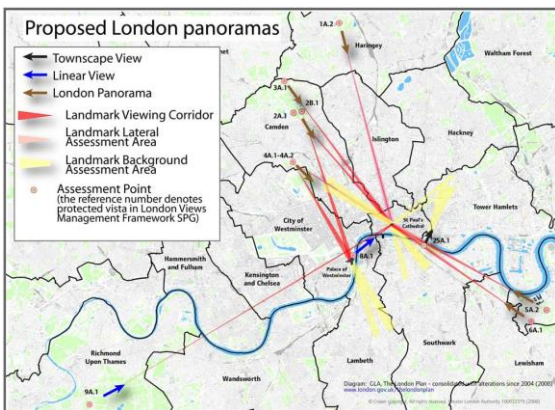 Proposed London panoramas
Townscape View
Linear View
London Panorama
Landmark Viewing Corridor
Landmark Lateral
Assessment Area
Landmark Background
Assessment Area
Assessment Point
(the reference number denotes
protected vista in London Views
Management Framework SPG)
1A.2
Haringey
Waltham Forest
3A.1
2B.1
2A.1
Camden
Islington
Hackney
4A.1-4A.2
City of
Westminster
St Paul's
Cathedral
Tower Hamlets
25A.1
8A.1
Hammersmith
and Fulham
Kensington
and Chelsea
Palace of
Westminster
5A.2
6A.1
Richmond
Upon Thames
9A.1
Wandsworth
Lambeth
Southwark
Lewisham
Diagram: GLA, The London Plan - consolidated with alterations since 2004 (2008)
www.london.gov.uk/thelondonplan